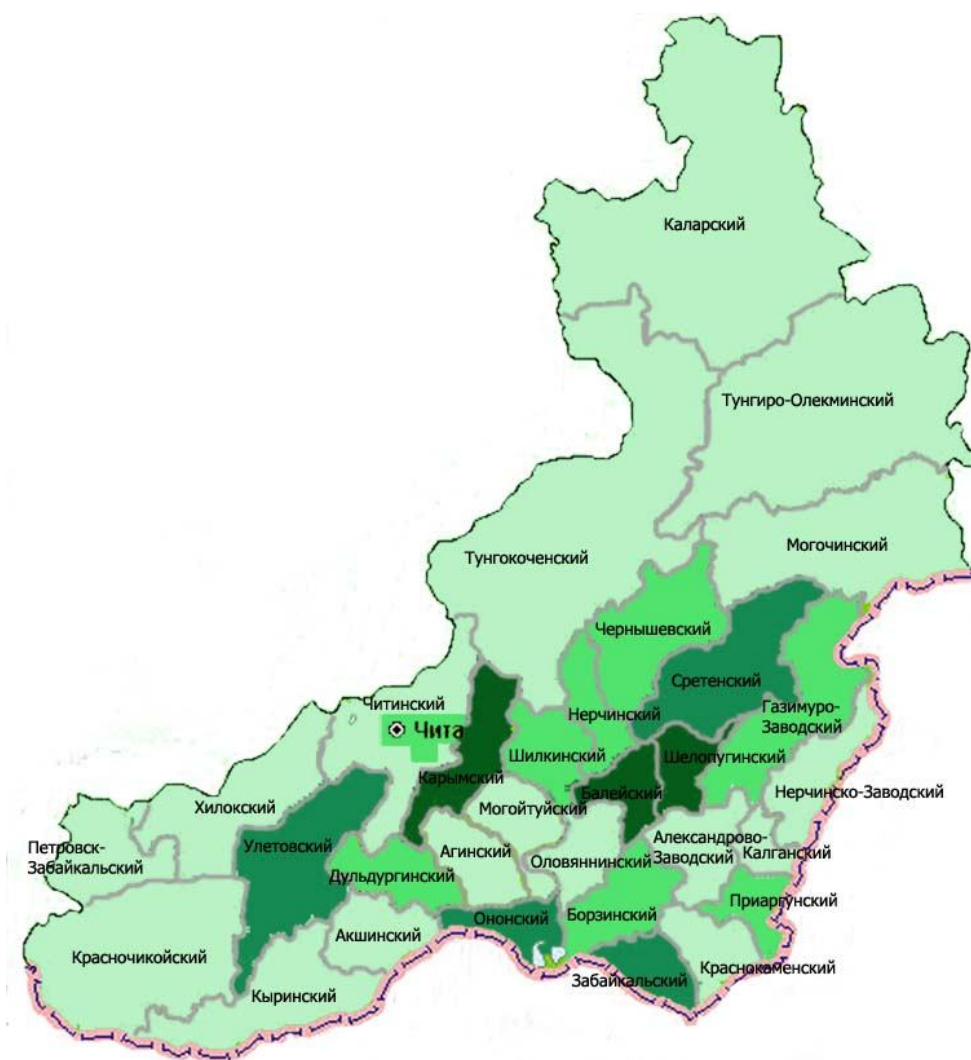 Каларский
Тунгиро-Олекминский
Могочинский
Тунгокоченский
Чернышевский
Сретенский
Читинский
Газимуро-
Заводский
Нерчинский
Чита
Шилкинский
Шелопугинский
Карымский
Балейский
Нерчинско-Заводский
Могойтуйский
Хилокский
Александрово-
Заводский
Улетовский
Петровск-
Забайкальский
Агинский
Оловяннинский
Калганский
Дульдургинский
Приаргунский
Ононский
Борзинский
Акшинский
Красночикойский
Краснокаменский
Забайкальский
Кыринский